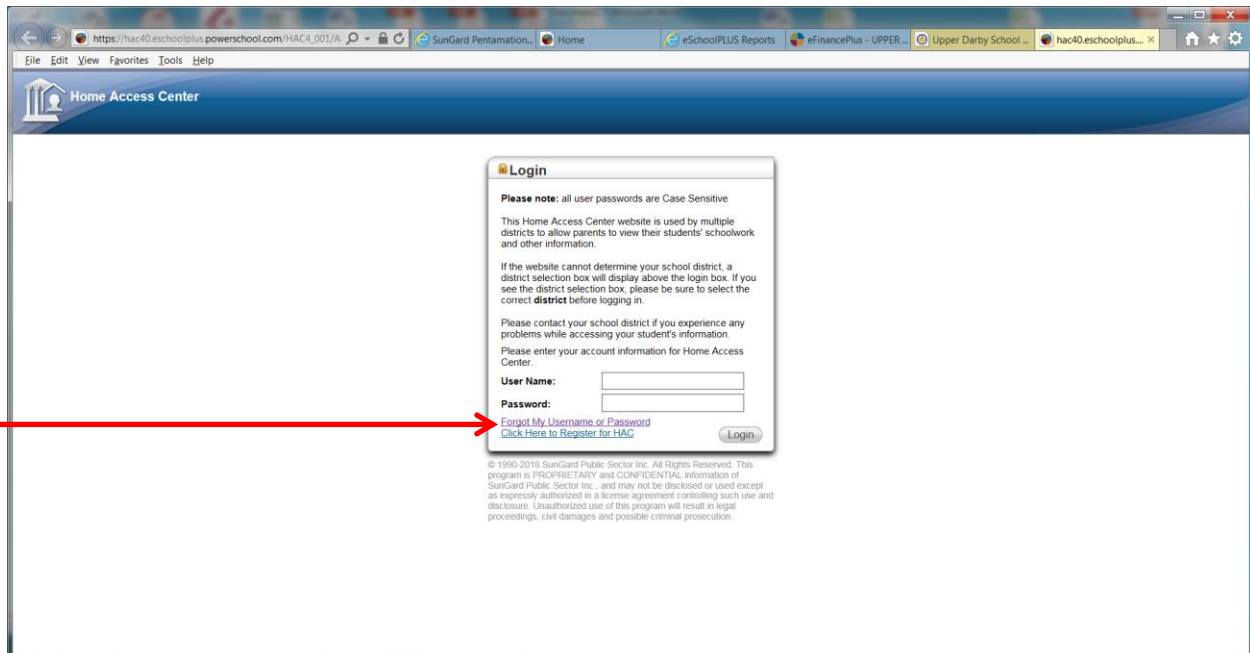 https://hac40.eschoolplus.powerschool.com/HAC4_001/A
SunGard Pentamation...
Home
eSchoolPLUS Reports
eFinancePlus - UPPER ...
Upper Darby School ...
hac40.eschoolplus....
File Edit View Favorites Tools Help
Home Access Center
Login
Please note: all user passwords are Case Sensitive
This Home Access Center website is used by multiple
districts to allow parents to view their students' schoolwork
and other information.
If the website cannot determine your school district, a
district selection box will display above the login box. If you
see the district selection box, please be sure to select the
correct district before logging in.
Please contact your school district if you experience any
problems while accessing your student's information.
Please enter your account information for Home Access
Center.
User Name:
Password:
Forgot My Username or Password
Click Here to Register for HAC
Login
© 1990-2018 SunGard Public Sector Inc. All Rights Reserved. This
program is PROPRIETARY and CONFIDENTIAL information of
SunGard Public Sector Inc., and may not be disclosed or used except
as expressly authorized in a license agreement controlling such use and
disclosure. Unauthorized use of this program will result in legal
proceedings, civil damages and possible criminal prosecution.